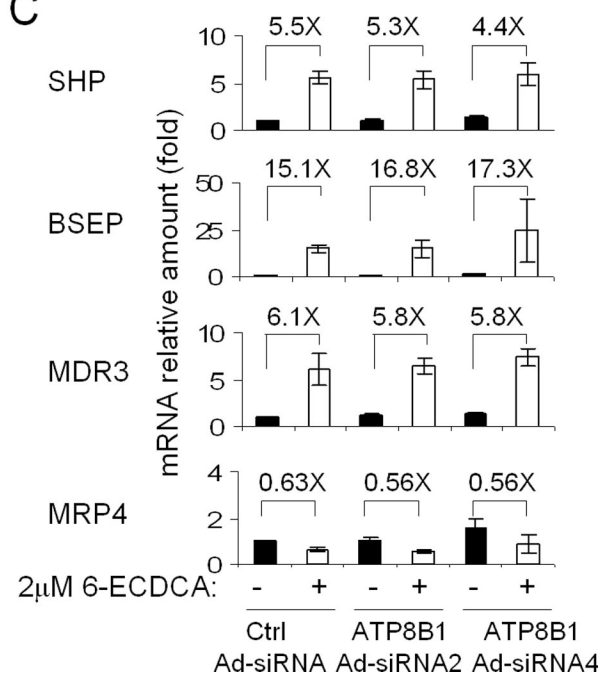 C
mRNA relative amount (fold)
SHP
5.5X 5.3X 4.4X
10
5
0
BSEP
15.1X 16.8X 17.3X
50
25
0
MDR3
6.1X 5.8X 5.8X
10
5
0
MRP4
0.63X 0.56X 0.56X
4
2
0
2μM 6-ECDCA: - + - + - +
Ctrl ATP8B1 ATP8B1
Ad-siRNA Ad-siRNA2 Ad-siRNA4